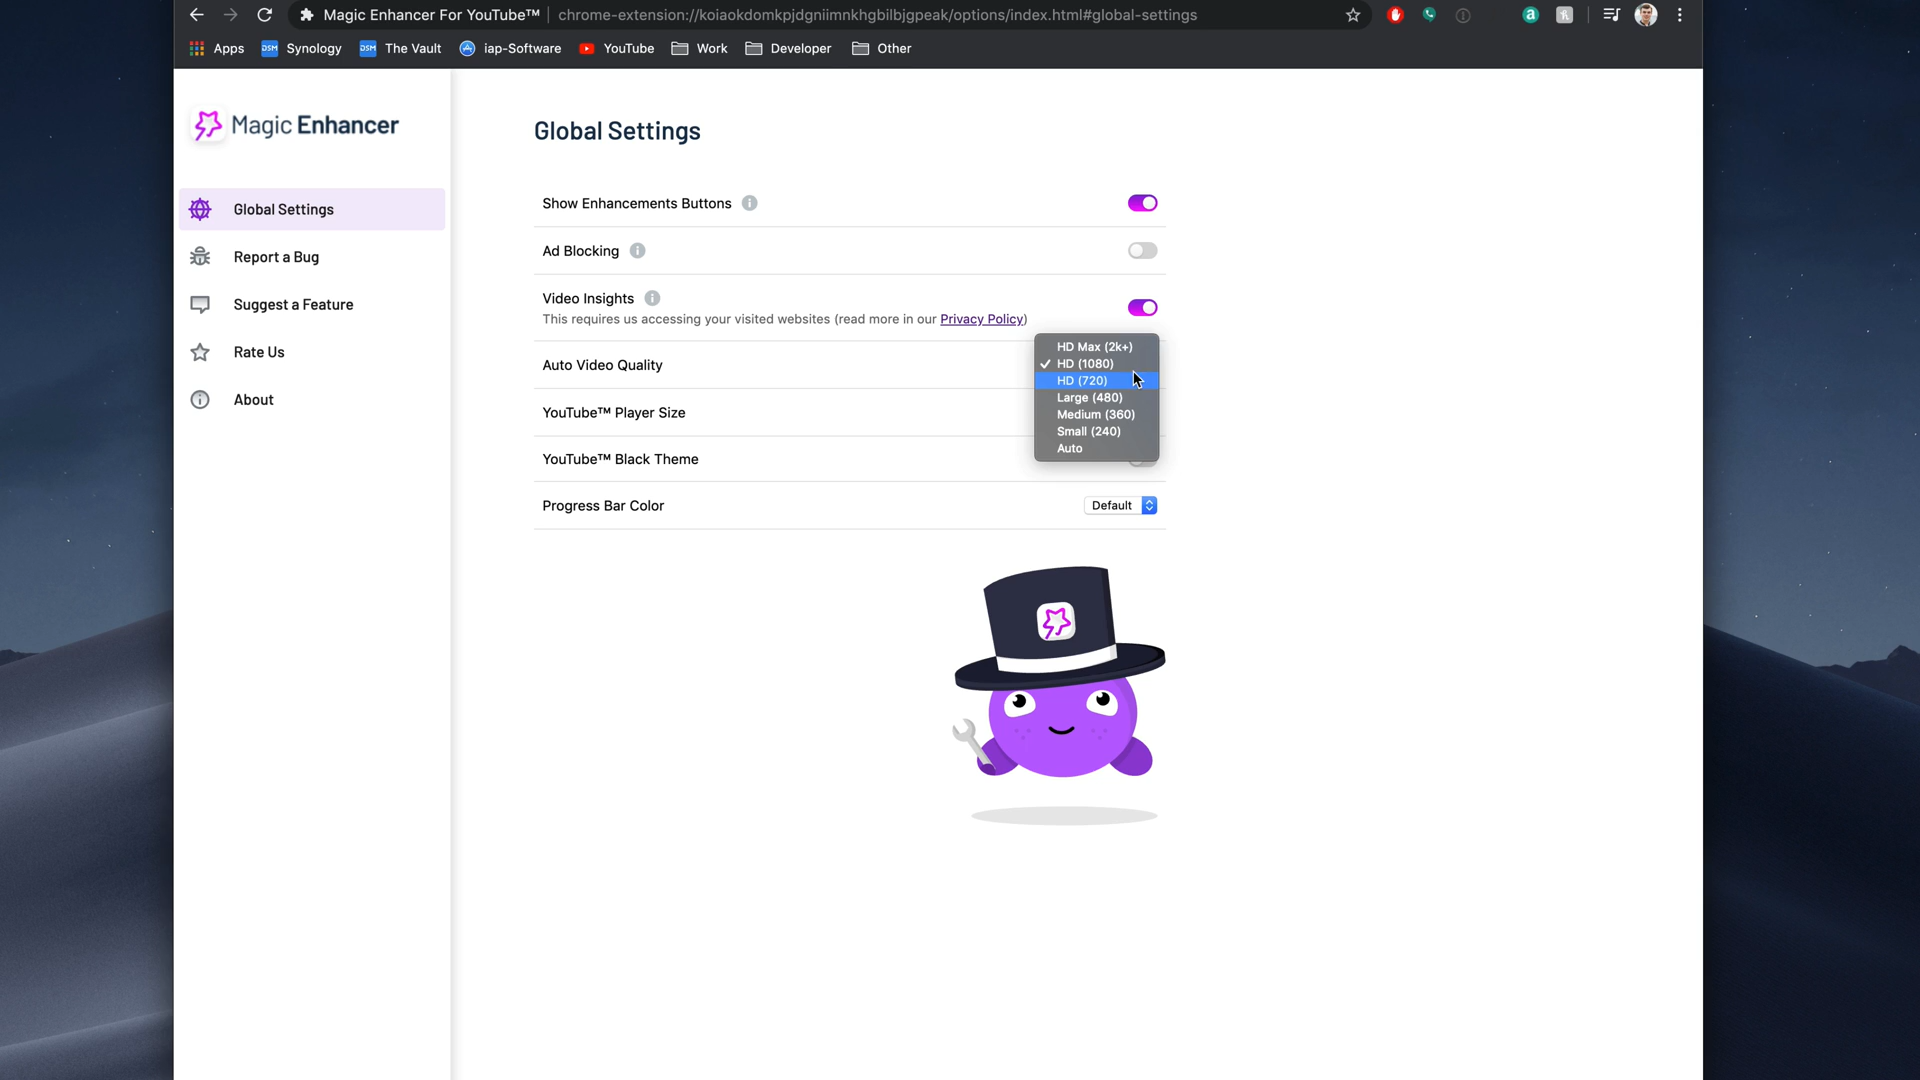 Magic Enhancer For YouTube™ | chrome-extension://koiaokdomkpjdgniimnkhgbilbjgpeak/options/index.html#global-settings
Apps DSM Synology DSM The Vault iap-Software YouTube Work Developer Other
Magic Enhancer
Global Settings
Report a Bug
Suggest a Feature
Rate Us
About
Global Settings
Show Enhancements Buttons
Ad Blocking
Video Insights
This requires us accessing your visited websites (read more in our Privacy Policy)
Auto Video Quality
HD Max (2k+)
HD (1080)
HD (720)
Large (480)
Medium (360)
Small (240)
Auto
YouTube™ Player Size
YouTube™ Black Theme
Progress Bar Color
Default